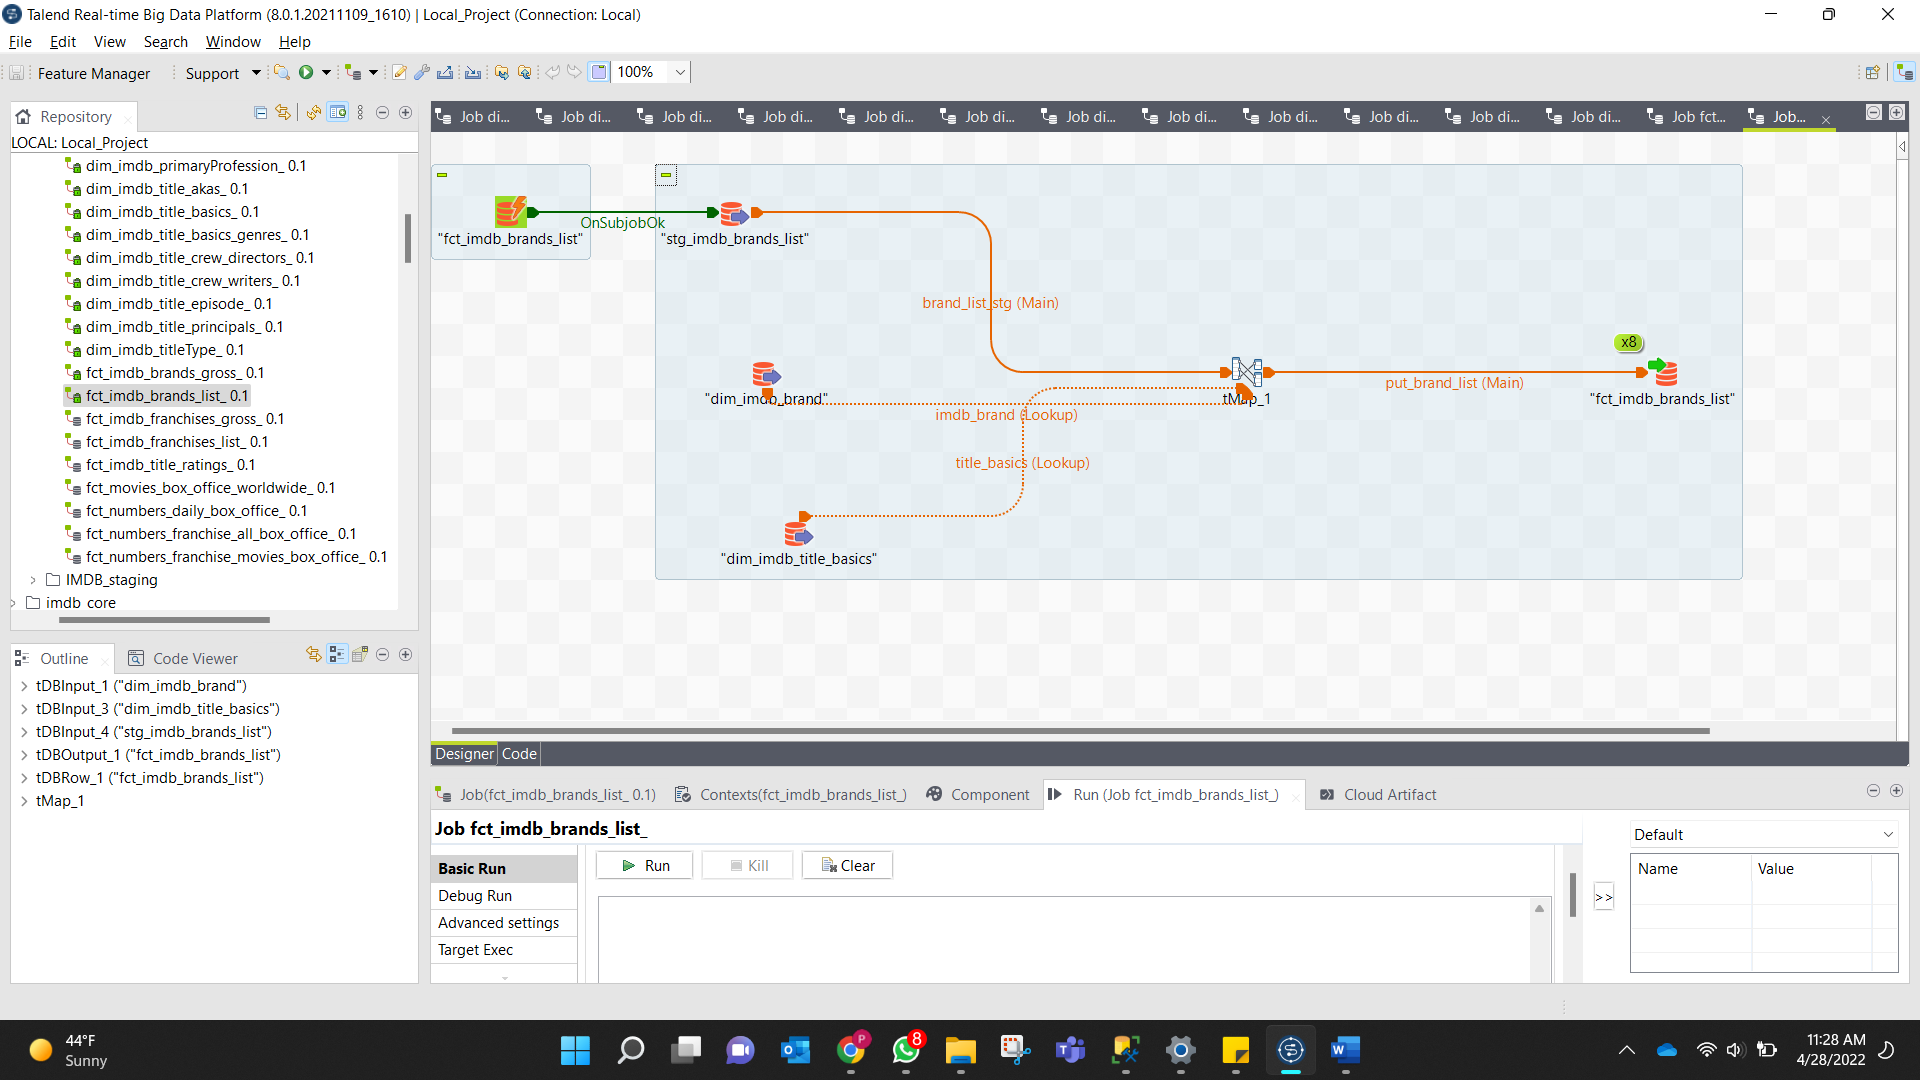 Talend Real-time Big Data Platform (8.0.1.20211109_1610) | Local_Project (Connection: Local)
File Edit View Search Window Help
Feature Manager Support 100%
Repository
LOCAL: Local_Project
dim_imdb_primaryProfession_ 0.1
dim_imdb_title_akas_ 0.1
dim_imdb_title_basics_ 0.1
dim_imdb_title_basics_genres_ 0.1
dim_imdb_title_crew_directors_ 0.1
dim_imdb_title_crew_writers_ 0.1
dim_imdb_title_episode_ 0.1
dim_imdb_title_principals_ 0.1
dim_imdb_titleType_ 0.1
fct_imdb_brands_gross_ 0.1
fct_imdb_brands_list_ 0.1
fct_imdb_franchises_gross_ 0.1
fct_imdb_franchises_list_ 0.1
fct_imdb_title_ratings_ 0.1
fct_movies_box_office_worldwide_ 0.1
fct_numbers_daily_box_office_ 0.1
fct_numbers_franchise_all_box_office_ 0.1
fct_numbers_franchise_movies_box_office_ 0.1
IMDB_staging
imdb core
Outline Code Viewer
tDBInput_1 ("dim_imdb_brand")
tDBInput_3 ("dim_imdb_title_basics")
tDBInput_4 ("stg_imdb_brands_list")
tDBOutput_1 ("fct_imdb_brands_list")
tDBRow_1 ("fct_imdb_brands_list")
tMap_1
Job di... Job di... Job di... Job di... Job di... Job di... Job di... Job di... Job di... Job di... Job di... Job di... Job fct... Job...
OnSubjobOk
"fct_imdb_brands_list" "stg_imdb_brands_list"
brand_list_stg (Main)
x8
put_brand_list (Main)
"dim_imdb_brand" tMap_1 "fct_imdb_brands_list"
imdb_brand (Lookup)
title_basics (Lookup)
"dim_imdb_title_basics"
Designer Code
Job(fct_imdb_brands_list_ 0.1) Contexts(fct_imdb_brands_list_) Component Run (Job fct_imdb_brands_list_) Cloud Artifact
Job fct_imdb_brands_list_
Basic Run
Debug Run
Advanced settings
Target Exec
Run Kill Clear
>>
Default
Name Value
44°F
Sunny
P
8
11:28 AM
4/28/2022